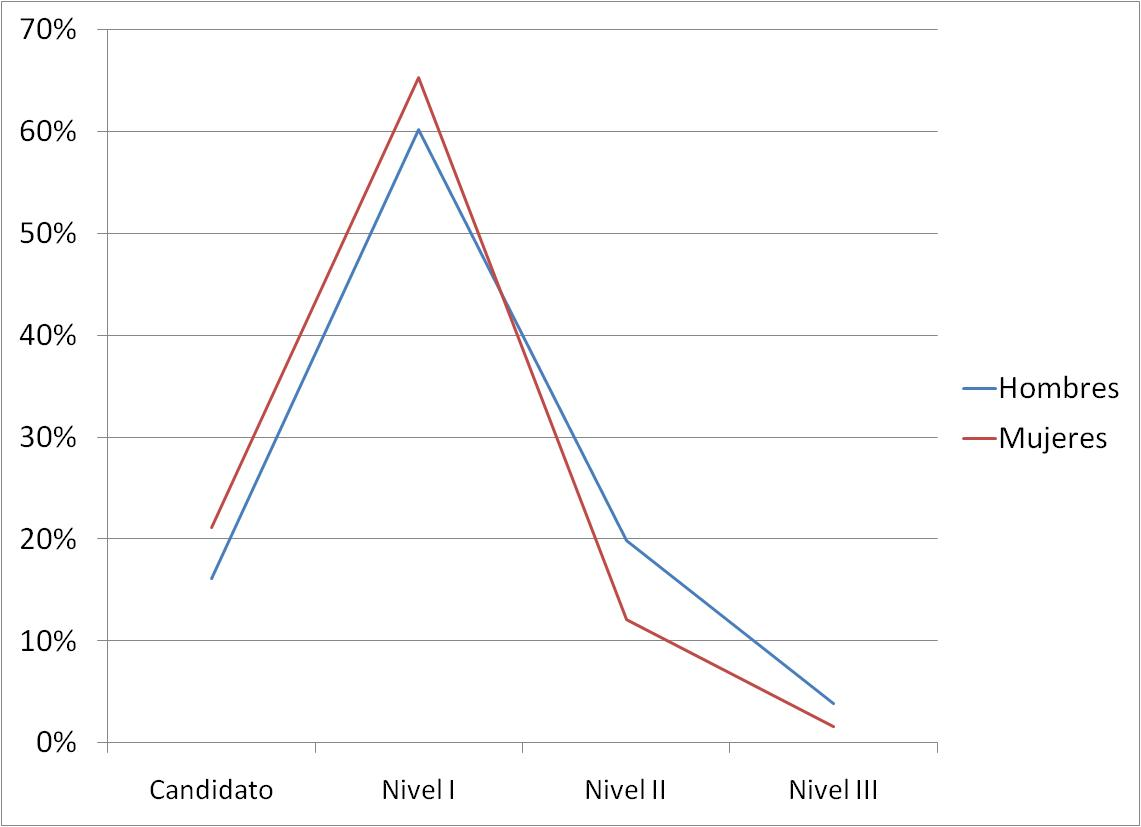 70%
60%
50%
40%
30%
20%
10%
0%
Candidato
Nivel I
Nivel II
Nivel III
Hombres
Mujeres